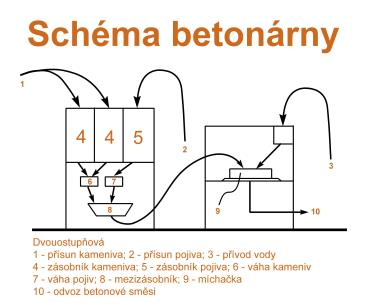 Schéma betonárny
1
4
4
5
2
6
7
8
3
9
10
Dvouostupňová
1 - přísun kameniva; 2 - přísun pojiva; 3 - přívod vody
4 - zásobník kameniva; 5 - zásobník pojiva; 6 - váha kameniv
7 - váha pojiv; 8 - mezizásobník; 9 - míchačka
10 - odvoz betonové směsi